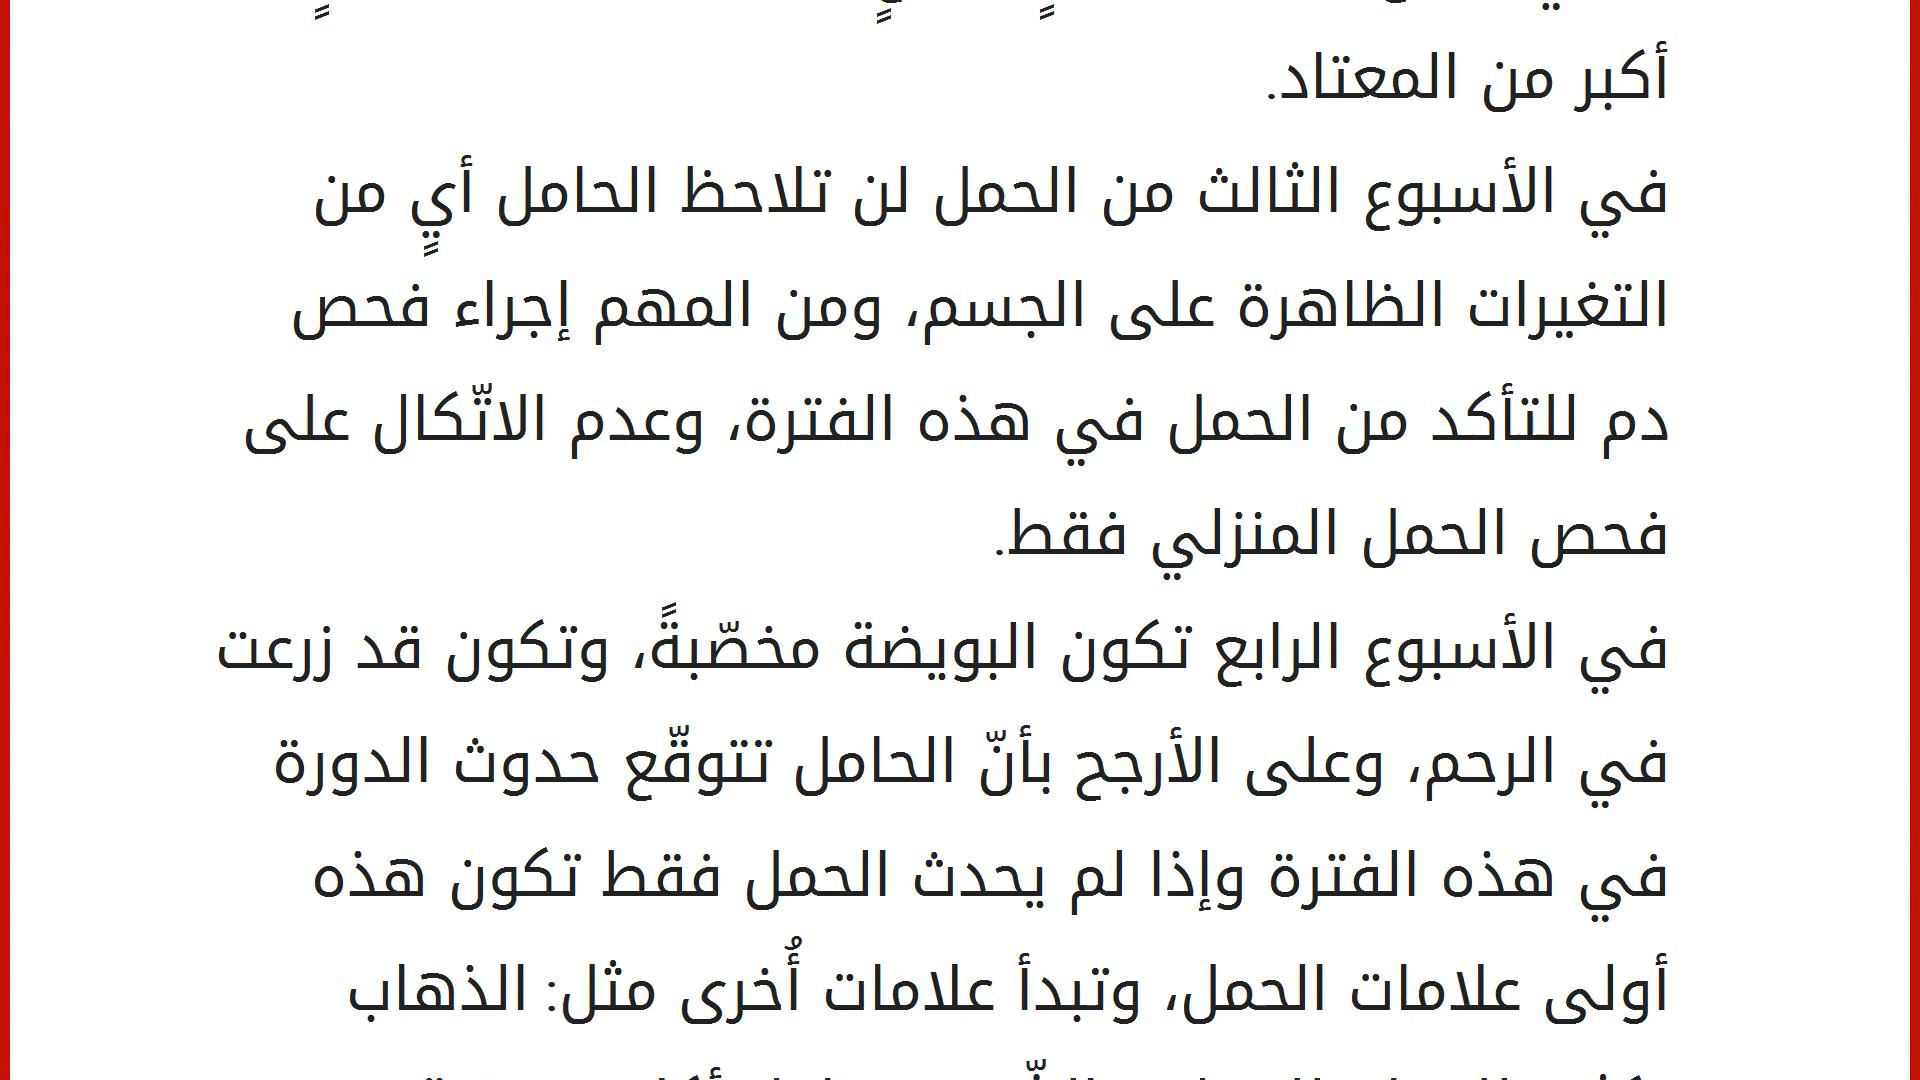 أكبر من المعتاد.
في الأسبوع الثالث من الحمل لن تلاحظ الحامل أيٍ من
التغيرات الظاهرة على الجسم، ومن المهم إجراء فحص
دم للتأكد من الحمل في هذه الفترة، وعدم الاتّكال على
فحص الحمل المنزلي فقط.
في الأسبوع الرابع تكون البويضة مخصّبةً، وتكون قد زرعت
في الرحم، وعلى الأرجح بأنّ الحامل تتوقّع حدوث الدورة
في هذه الفترة وإذا لم يحدث الحمل فقط تكون هذه
أولى علامات الحمل، وتبدأ علامات أُخرى مثل: الذهاب